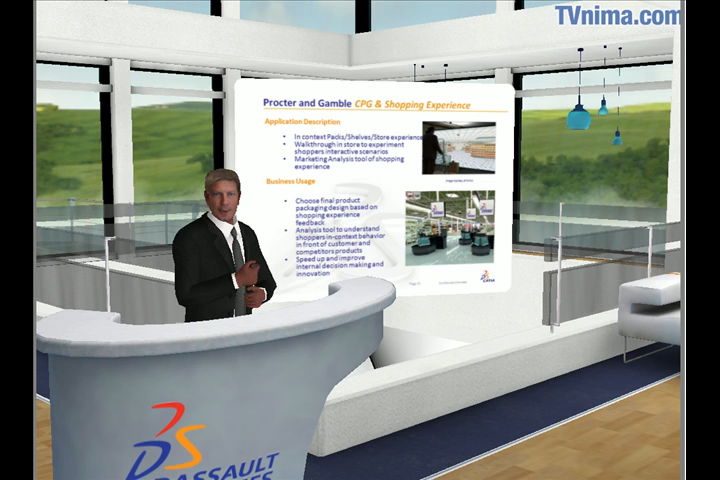 TVnima.com
Procter and Gamble CPG & Shopping Experience
Application Description
• In context Packs/Shelves/Store experience
• Walkthrough in store to experiment
shoppers interactive scenarios
• Marketing Analysis tool of shopping
experience
Business Usage
• Choose final product
packaging design based on
shopping experience
feedback
• Analysis tool to understand
shoppers in-context behavior
in front of customer and
competitors products
• Speed up and improve
internal decision making and
innovation
DASSAULT